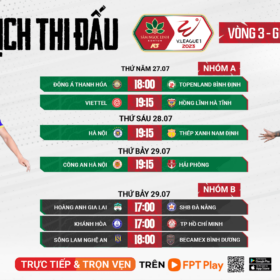 ỊCH THI ĐẤU
V.LEAGUE 1
2023
VÒNG 3 - G
THỨ NĂM 27.07 NHÓM A
ĐÔNG Á THANH HÓA 18:00 TOPENLAND BÌNH ĐỊNH
VIETTEL 19:15 HỒNG LĨNH HÀ TĨNH
THỨ SÁU 28.07
HÀ NỘI 19:15 THÉP XANH NAM ĐỊNH
THỨ BẢY 29.07
CÔNG AN HÀ NỘI 19:15 HẢI PHÒNG
NHÓM B
THỨ BẢY 29.07
HOÀNG ANH GIA LAI 17:00 SHB ĐÀ NẴNG
KHÁNH HÒA 17:00 TP HỒ CHÍ MINH
SÔNG LAM NGHỆ AN 18:00 BECAMEX BÌNH DƯƠNG
TRỰC TIẾP & TRỌN VẸN TRÊN FPT Play